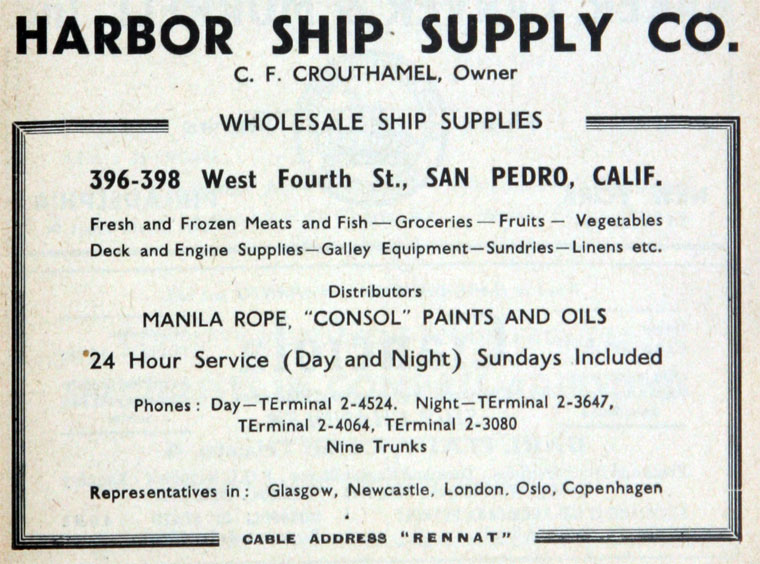 HARBOR SHIP SUPPLY CO.
C. F. CROUTHAMEL, Owner
WHOLESALE SHIP SUPPLIES
396-398 West Fourth St., SAN PEDRO, CALIF.
Fresh and Frozen Meats and Fish—Groceries—Fruits— Vegetables
Deck and Engine Supplies—Galley Equipment—Sundries—Linens etc.
Distributors
MANILA ROPE, "CONSOL" PAINTS AND OILS
24 Hour Service (Day and Night) Sundays Included
Phones: Day—TErminal 2-4524. Night—TErminal 2-3647,
TErminal 2-4064, TErminal 2-3080
Nine Trunks
Representatives in: Glasgow, Newcastle, London, Oslo, Copenhagen
CABLE ADDRESS "RENNAT"